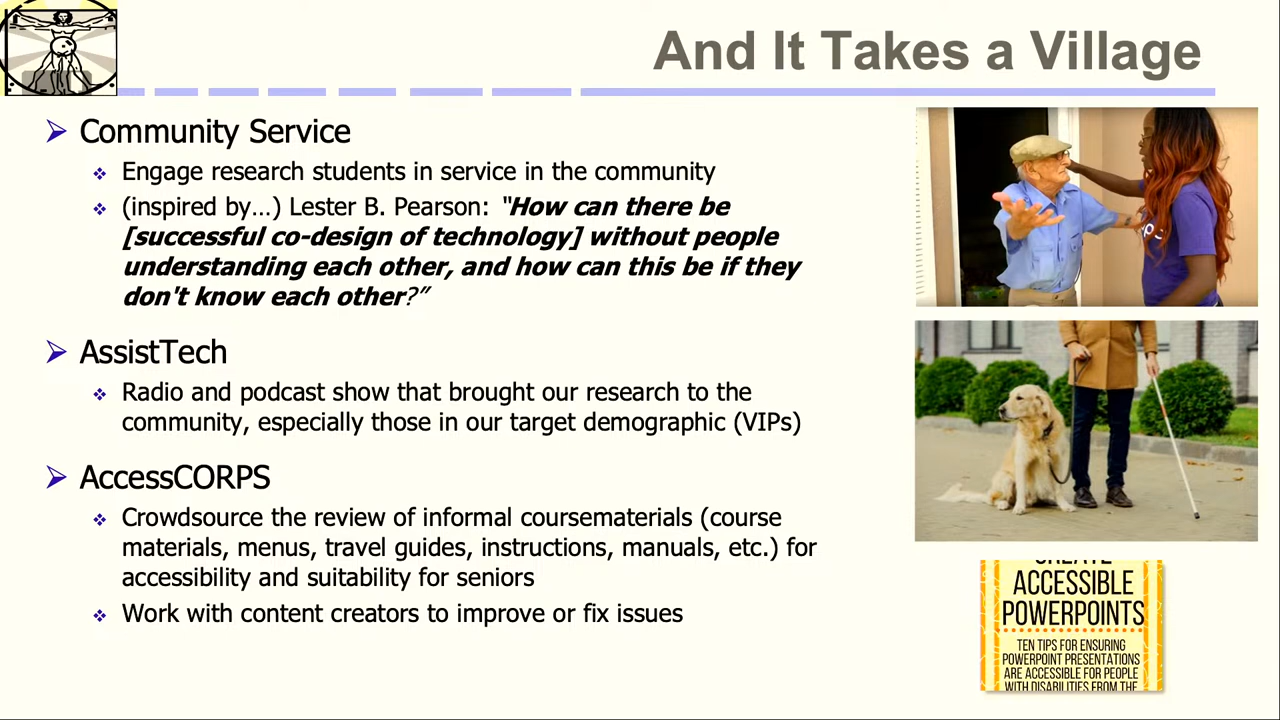 And It Takes a Village
➢ Community Service
❖ Engage research students in service in the community
❖ (inspired by…) Lester B. Pearson: “How can there be
[successful co-design of technology] without people
understanding each other, and how can this be if they
don't know each other?”
➢ AssistTech
❖ Radio and podcast show that brought our research to the
community, especially those in our target demographic (VIPs)
➢ AccessCORPS
❖ Crowdsource the review of informal coursematerials (course
materials, menus, travel guides, instructions, manuals, etc.) for
accessibility and suitability for seniors
❖ Work with content creators to improve or fix issues
CREATE
ACCESSIBLE
POWERPOINTS
TEN TIPS FOR ENSURING
POWERPOINT PRESENTATIONS
ARE ACCESSIBLE FOR PEOPLE
WITH DISABILITIES FROM THE